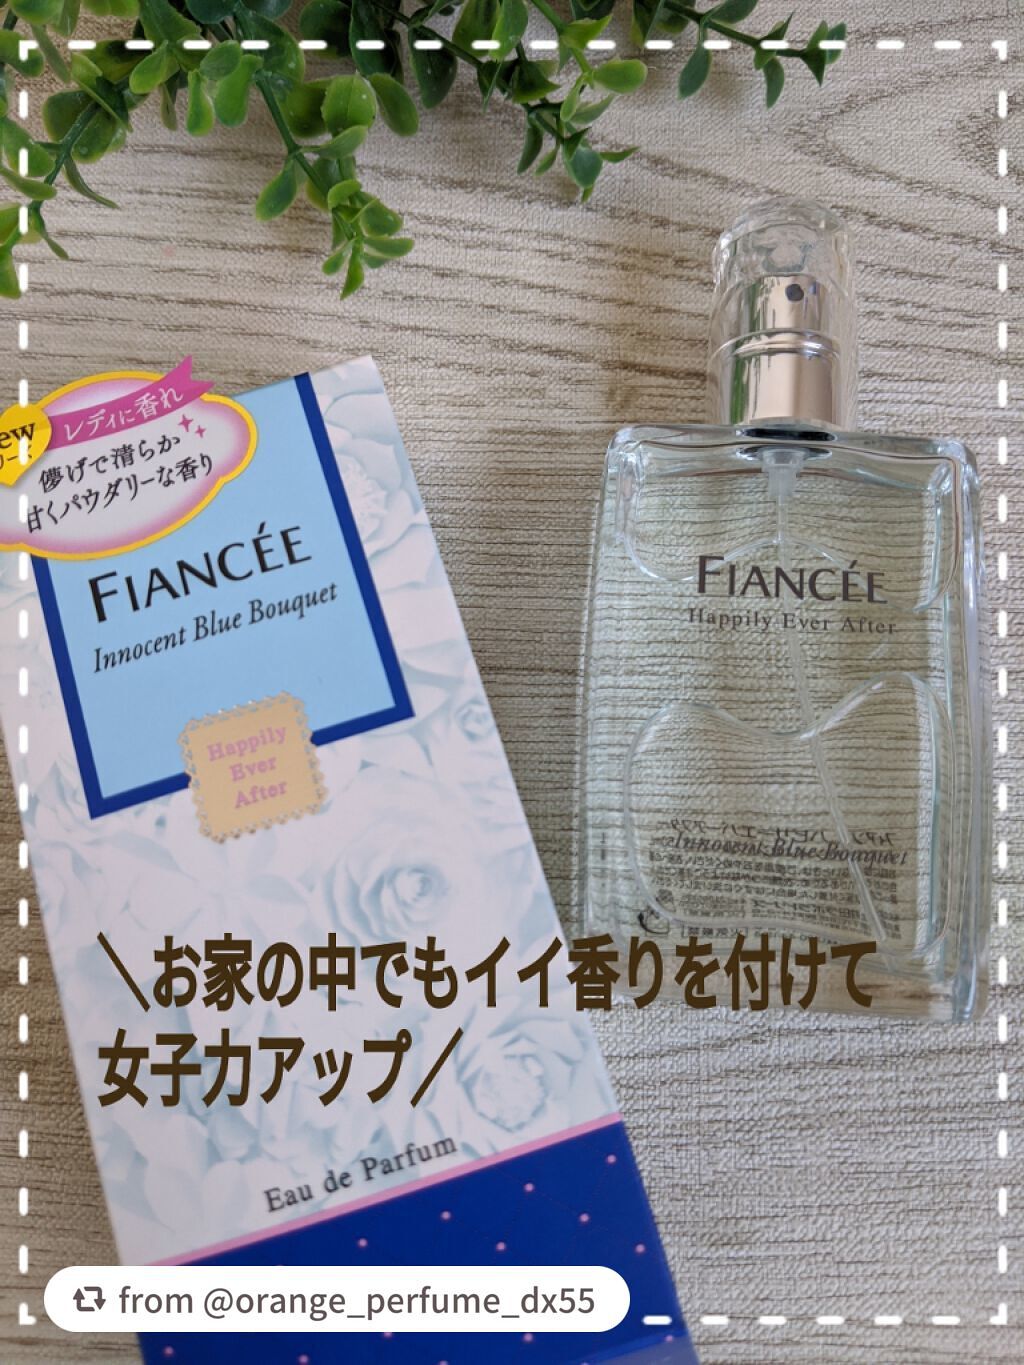 レディに香れ
儚げで清らか
甘くパウダリーな香り
FIANCÉE
Innocent Blue Bouquet
Happily
Ever
After
Eau de Parfum
FIANCÉE
Happily Ever After
Innocent Blue Bouquet
＼お家の中でもイイ香りを付けて
女子力アップ／
from @orange_perfume_dx55